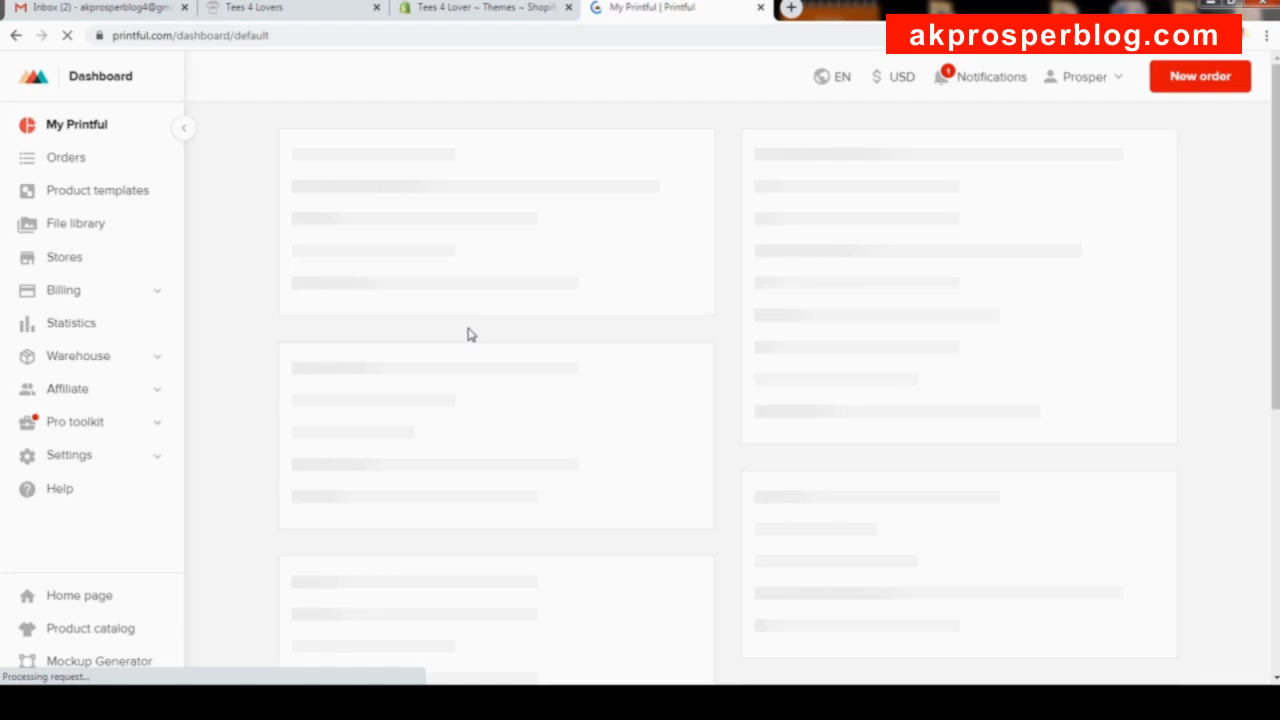 Inbox (2) - akprosperblog4@gm
Tees 4 Lovers
Tees 4 Lover ~ Themes ~ Shopif
My Printful | Printful
akprosperblog.com
printful.com/dashboard/default
Dashboard
EN
$ USD
1
Notifications
Prosper
New order
My Printful
Orders
Product templates
File library
Stores
Billing
Statistics
Warehouse
Affiliate
Pro toolkit
Settings
Help
Home page
Product catalog
Mockup Generator
Processing request...